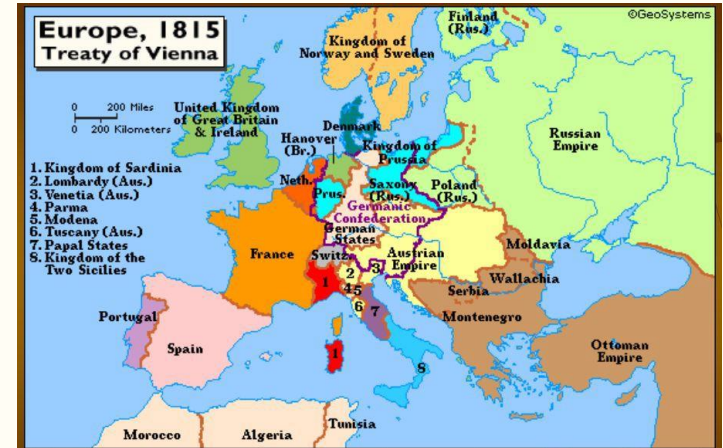 Europe, 1815
Treaty of Vienna
©GeoSystems
0 200 Miles
0 200 Kilometers
1. Kingdom of Sardinia
2. Lombardy (Aus.)
3. Venetia (Aus.)
4. Parma
5. Modena
6. Tuscany (Aus.)
7. Papal States
8. Kingdom of the
Two Sicilies
Finland
(Rus.)
Kingdom of
Norway and Sweden
United Kingdom
of Great Britain
& Ireland
Denmark
Hanover
(Br.)
Kingdom of
Prussia
Russian
Empire
Neth.
Prus.
Saxony
(Rus.)
Poland
(Rus.)
Germanic
Confederation
German
States
France
Switz.
Austrian
Empire
Moldavia
Wallachia
Serbia
Montenegro
Ottoman
Empire
Portugal
Spain
1
2
3
4
5
6
7
1
8
Morocco
Algeria
Tunisia